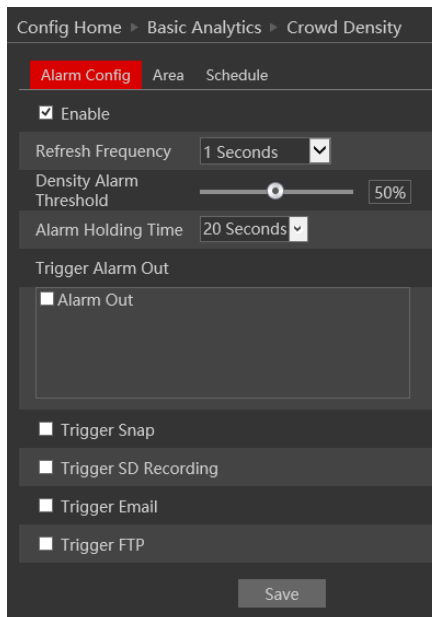 Config Home ▶ Basic Analytics ▶ Crowd Density
Alarm Config Area Schedule
Enable
Refresh Frequency 1 Seconds
Density Alarm
Threshold 50%
Alarm Holding Time 20 Seconds
Trigger Alarm Out
Alarm Out
Trigger Snap
Trigger SD Recording
Trigger Email
Trigger FTP
Save